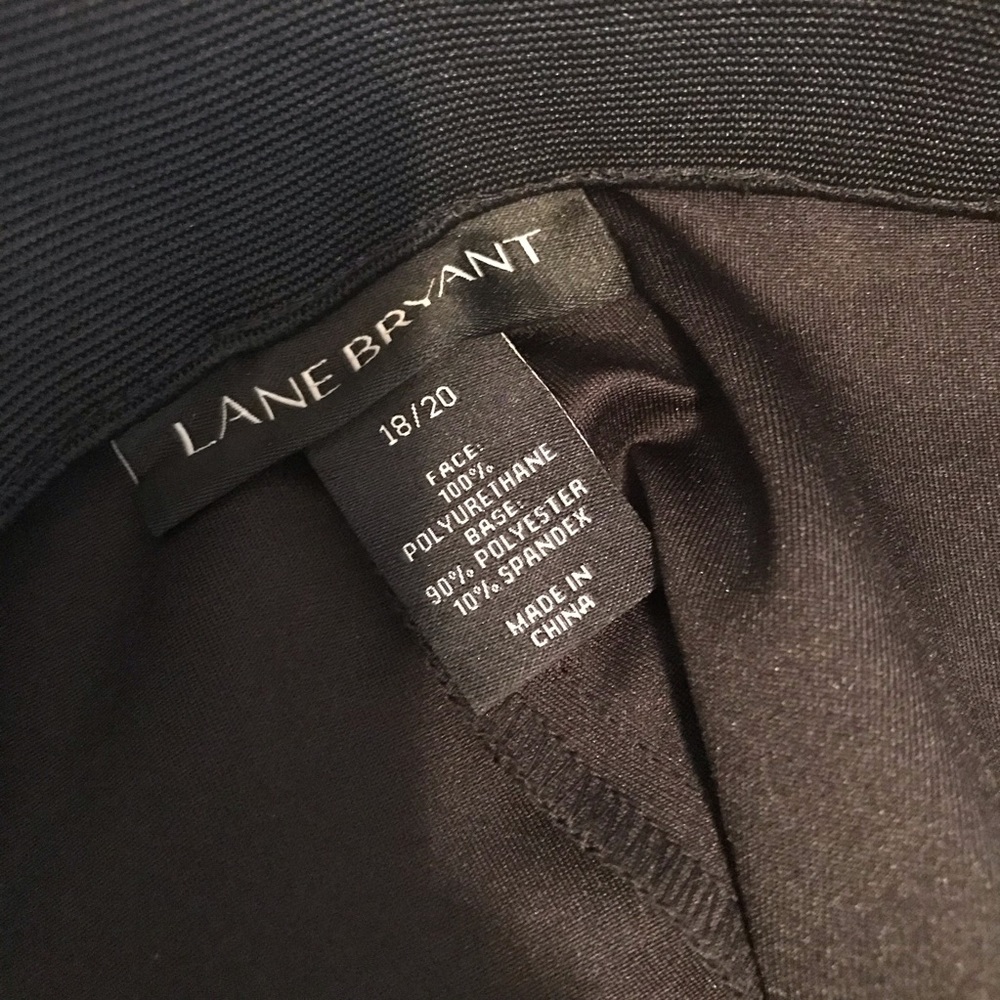 LANE BRYANT
18/20
FACE:
100%
POLYURETHANE
BASE:
90% POLYESTER
10% SPANDEX
MADE IN
CHINA